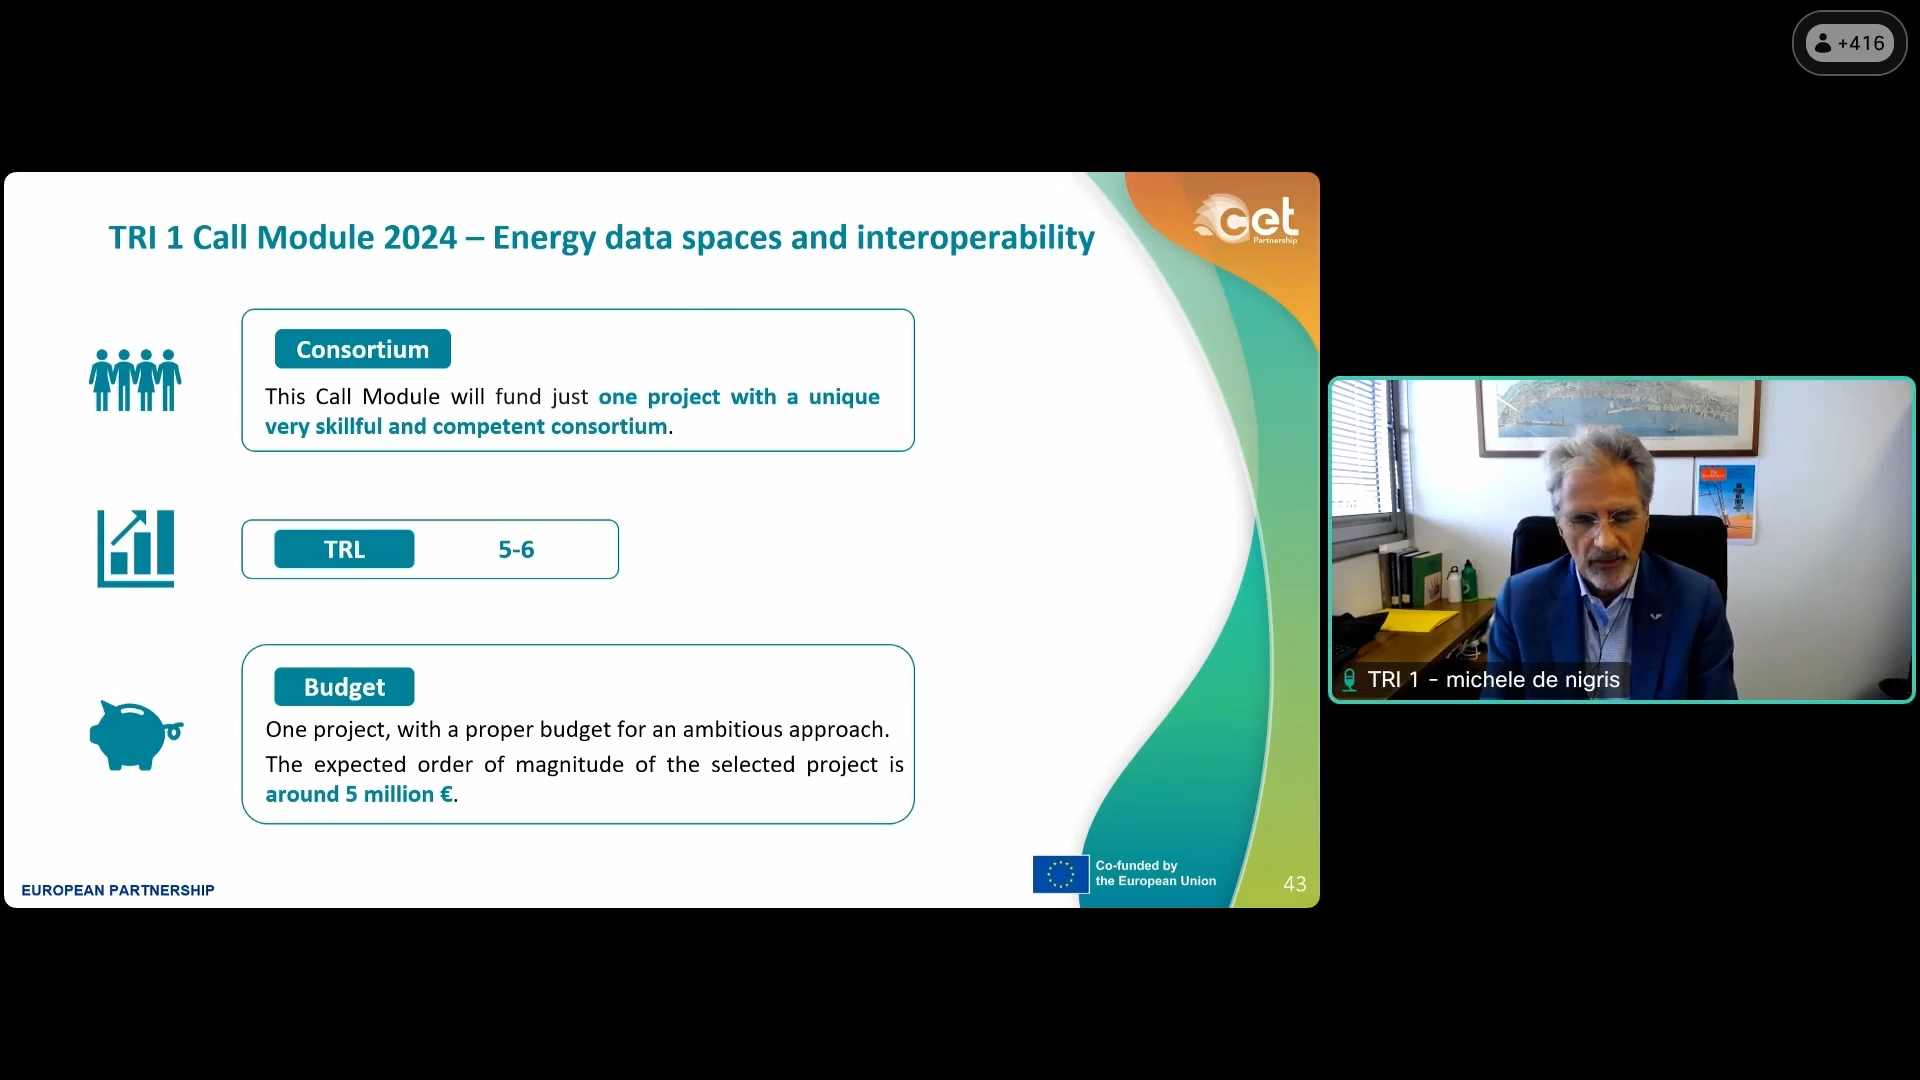 +416
TRI 1 Call Module 2024 – Energy data spaces and interoperability
cet
Partnership
Consortium
This Call Module will fund just one project with a unique
very skillful and competent consortium.
TRL 5-6
Budget
One project, with a proper budget for an ambitious approach.
The expected order of magnitude of the selected project is
around 5 million €.
EUROPEAN PARTNERSHIP
Co-funded by
the European Union
43
TRI 1 - michele de nigris